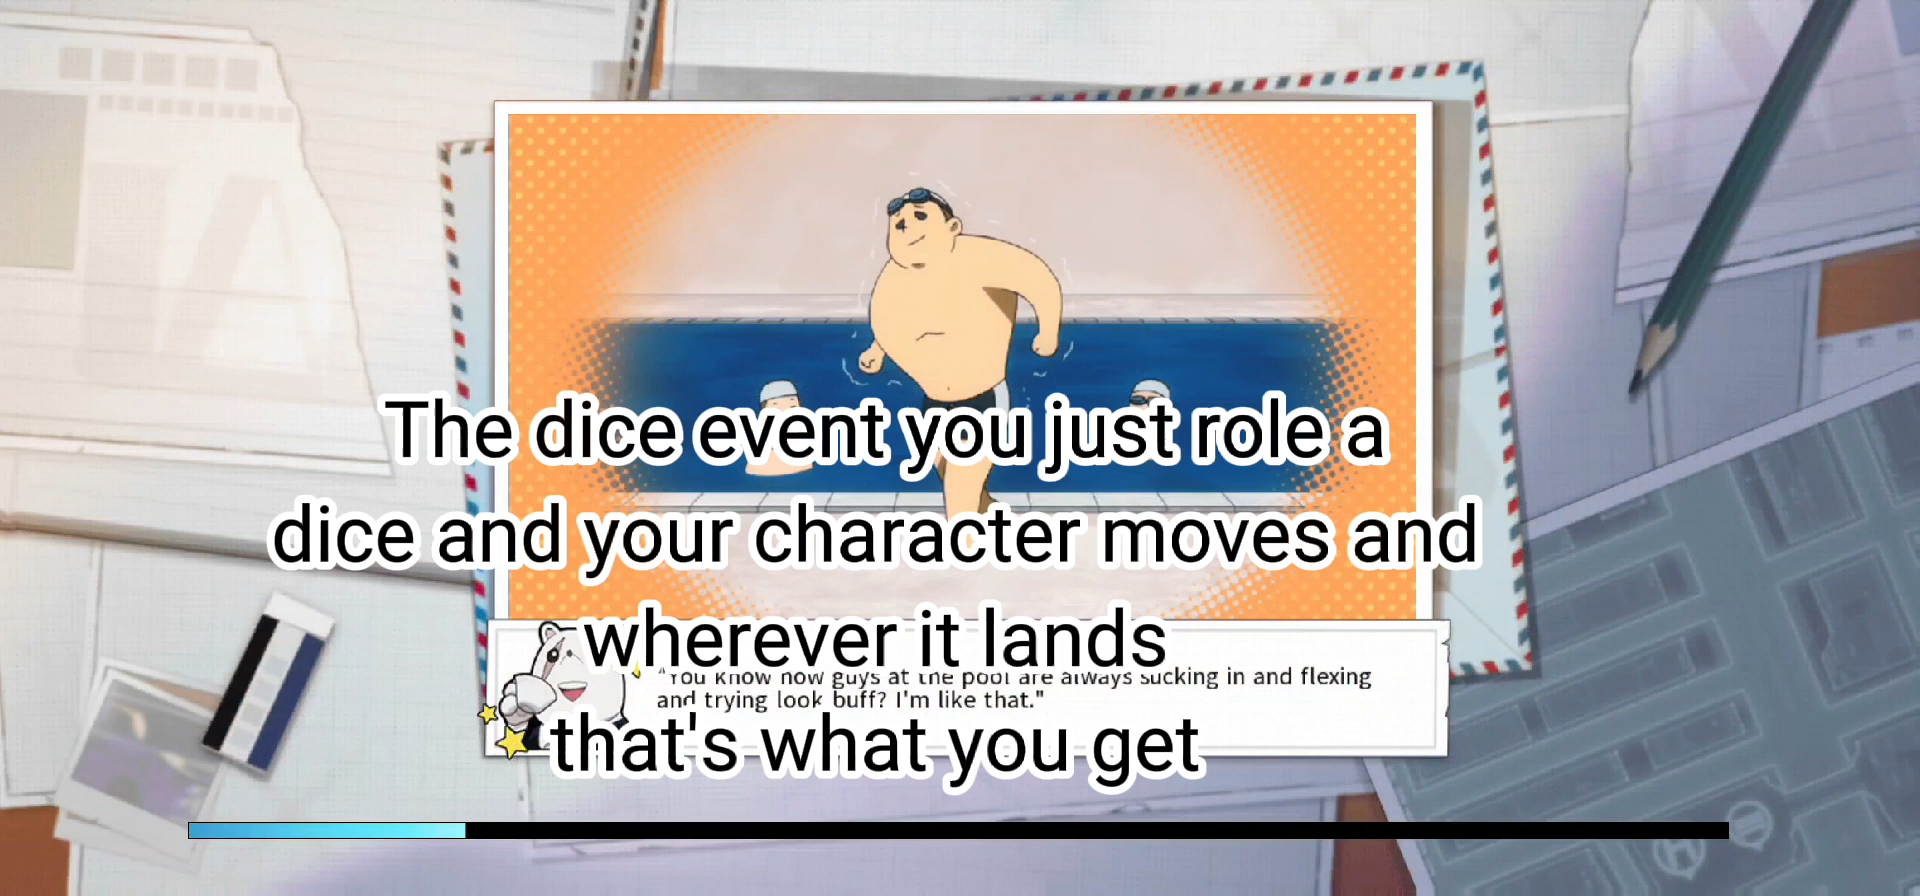 The dice event you just role a
dice and your character moves and
wherever it lands
"You know how guys at the pool are always sucking in and flexing
and trying look buff? I'm like that."
that's what you get